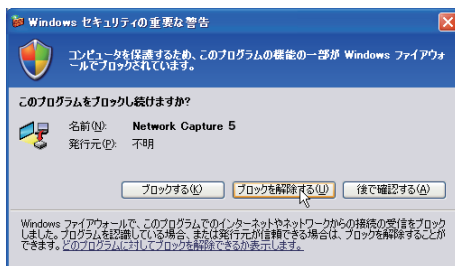 Windows セキュリティの重要な警告
コンピュータを保護するため、このプログラムの機能の一部が Windows ファイアウォ
ールでブロックされています。
このプログラムをブロックし続けますか?
名前(N): Network Capture 5
発行元(P): 不明
ブロックする(K) ブロックを解除する(U) 後で確認する(A)
Windows ファイアウォールで、このプログラムでのインターネットやネットワークからの接続の受信をブロック
しました。プログラムを認識している場合、または発行元が信頼できる場合は、ブロックを解除することが
できます。どのプログラムに対してブロックを解除できるか表示します。